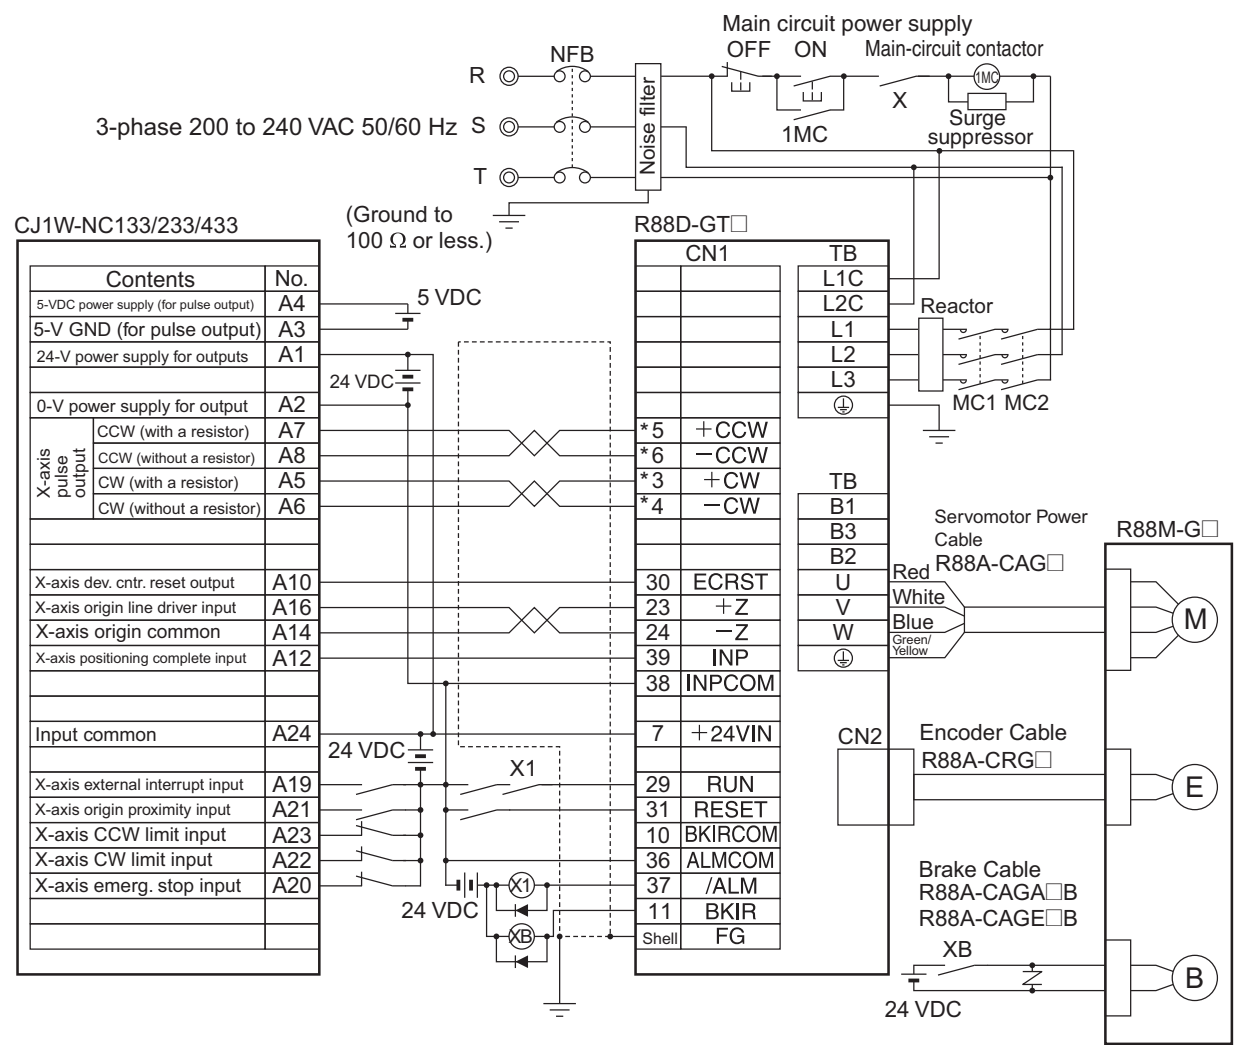 Main circuit power supply
OFF ON Main-circuit contactor
NFB
R
1MC
X
Noise filter
3-phase 200 to 240 VAC 50/60 Hz S
1MC
Surge
suppressor
T
(Ground to
100 Ω or less.)
CJ1W-NC133/233/433
R88D-GT□
Contents No.
5-VDC power supply (for pulse output) A4
5-V GND (for pulse output) A3
24-V power supply for outputs A1
0-V power supply for output A2
X-axis
pulse
output
CCW (with a resistor) A7
CCW (without a resistor) A8
CW (with a resistor) A5
CW (without a resistor) A6
X-axis dev. cntr. reset output A10
X-axis origin line driver input A16
X-axis origin common A14
X-axis positioning complete input A12
Input common A24
X-axis external interrupt input A19
X-axis origin proximity input A21
X-axis CCW limit input A23
X-axis CW limit input A22
X-axis emerg. stop input A20
5 VDC
24 VDC
24 VDC
X1
24 VDC
X1
XB
CN1
*5 +CCW
*6 −CCW
*3 +CW
*4 −CW
30 ECRST
23 +Z
24 −Z
39 INP
38 INPCOM
7 +24VIN
29 RUN
31 RESET
10 BKIRCOM
36 ALMCOM
37 /ALM
11 BKIR
Shell FG
TB
L1C
L2C
L1
L2
L3
Reactor
MC1 MC2
TB
B1
B3
B2
U
V
W
Red
White
Blue
Green/
Yellow
Servomotor Power
Cable
R88A-CAG□
R88M-G□
M
CN2
Encoder Cable
R88A-CRG□
E
Brake Cable
R88A-CAGA□B
R88A-CAGE□B
XB
24 VDC
B